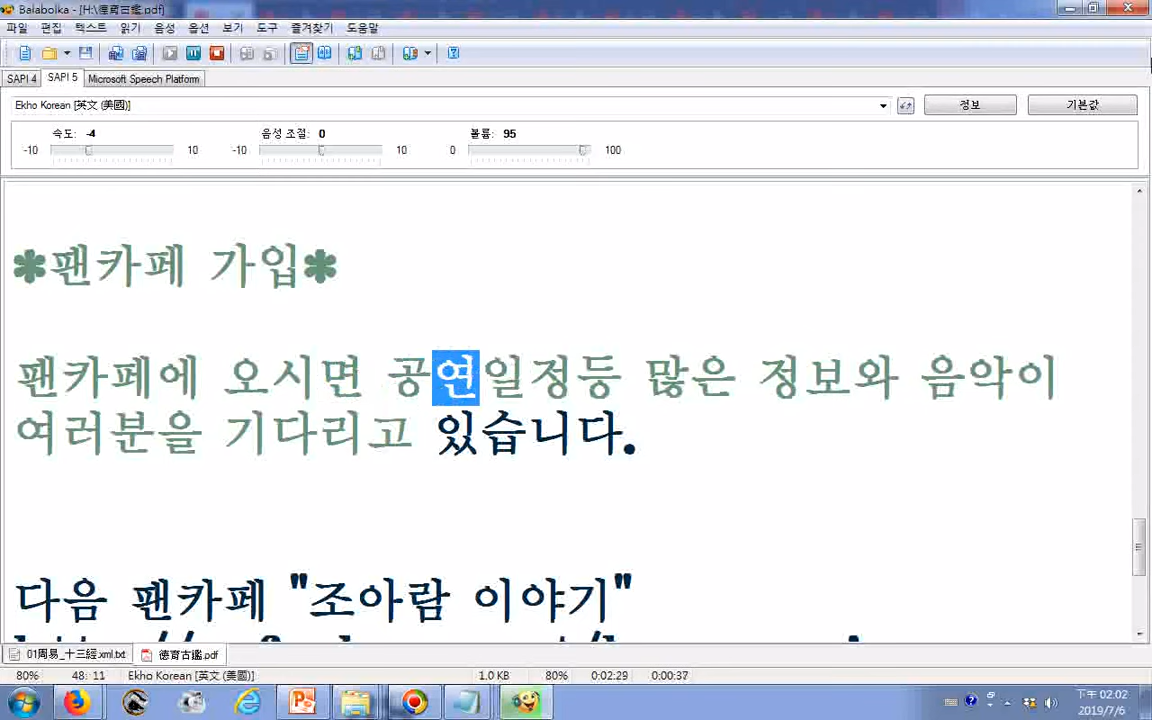 Balabolka - [H:\德育古鑑.pdf]
파일 편집 텍스트 읽기 음성 옵션 보기 도구 즐겨찾기 도움말
SAPI 4 SAPI 5 Microsoft Speech Platform
Ekho Korean [英文 (美國)] 정보 기본값
속도: -4 음성 조절: 0 볼륨: 95
-10 10 -10 10 0 100
✽팬카페 가입✽
팬카페에 오시면 공연일정등 많은 정보와 음악이
여러분을 기다리고 있습니다.
다음 팬카페 "조아람 이야기"
01周易_十三經.xml.txt 德育古鑑.pdf
80% 48: 11 Ekho Korean [英文 (美國)] 1.0 KB 80% 0:02:29 0:00:37
下午 02:02
2019/7/6